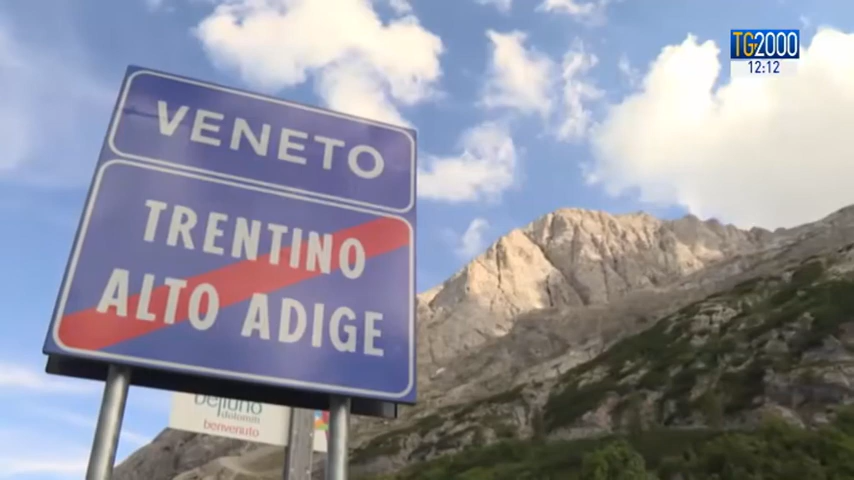 TG2000
12:12
VENETO
TRENTINO
ALTO ADIGE
belluno
dolomiti
benvenuto